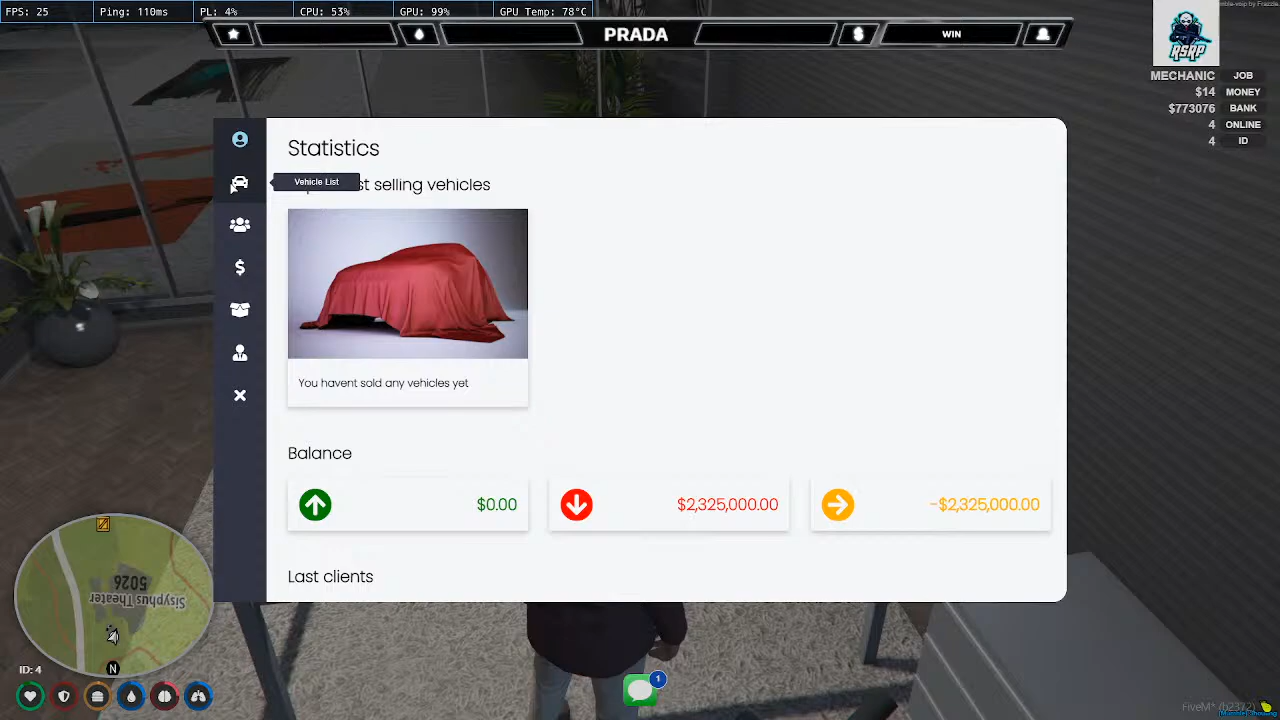 FPS: 25 Ping: 110ms PL: 4% CPU: 53% GPU: 99% GPU Temp: 78°C
PRADA
WIN
RSRP
MECHANIC JOB
$14 MONEY
$773076 BANK
4 ONLINE
4 ID
Statistics
Vehicle List
st selling vehicles
You havent sold any vehicles yet
Balance
$0.00
$2,325,000.00
-$2,325,000.00
Last clients
5026
Sisyphus Theater
N
ID: 4
1
FiveM* (b2372)